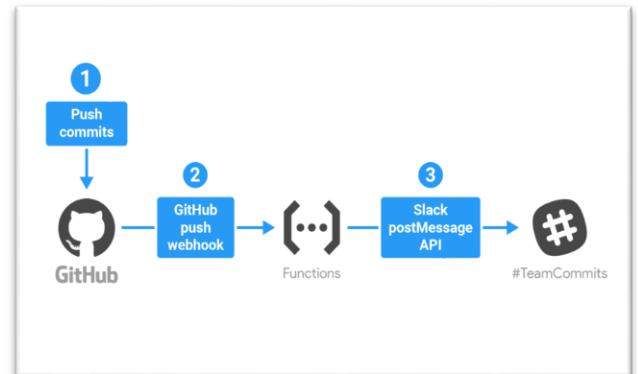 1
Push
commits
2
GitHub
push
webhook
3
Slack
postMessage
API
GitHub
Functions
#TeamCommits